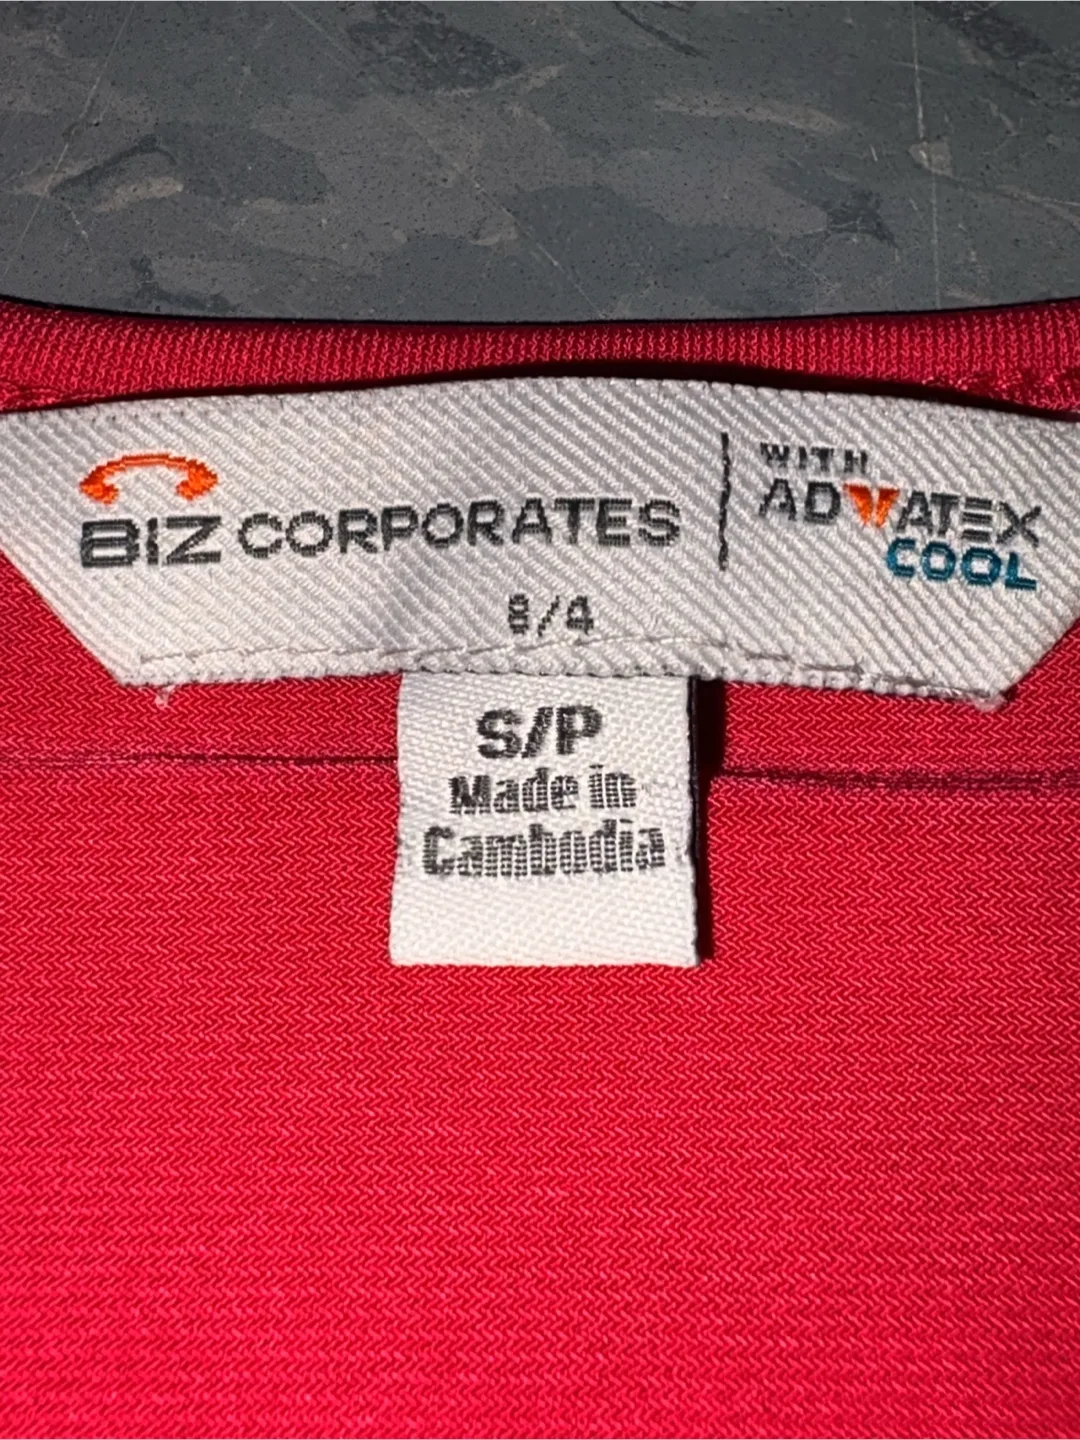 BIZ CORPORATES
WITH
ADVATEX
COOL
8/4
S/P
Made in
Cambodia